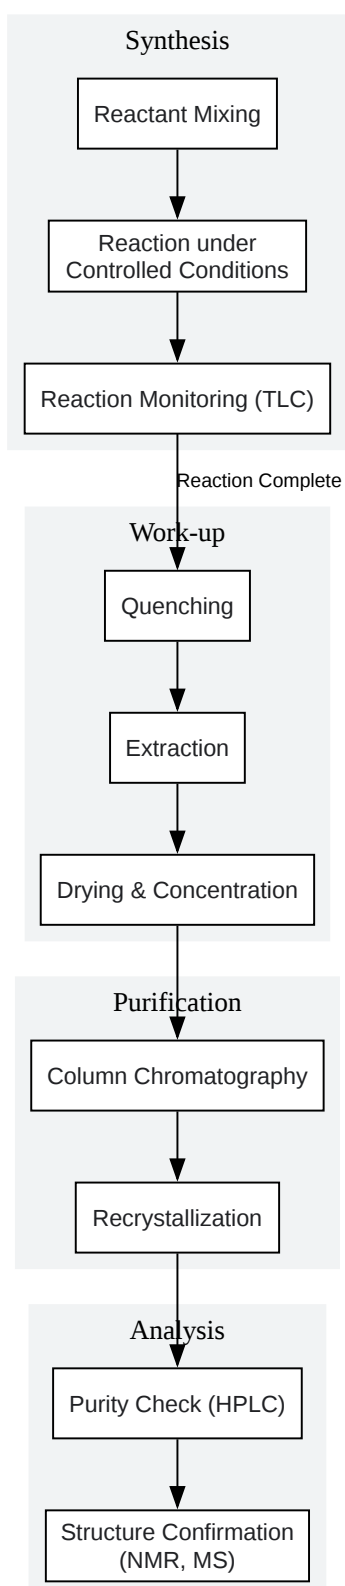 Synthesis
Reactant Mixing
Reaction under
Controlled Conditions
Reaction Monitoring (TLC)
Reaction Complete
Work-up
Quenching
Extraction
Drying & Concentration
Purification
Column Chromatography
Recrystallization
Analysis
Purity Check (HPLC)
Structure Confirmation
(NMR, MS)